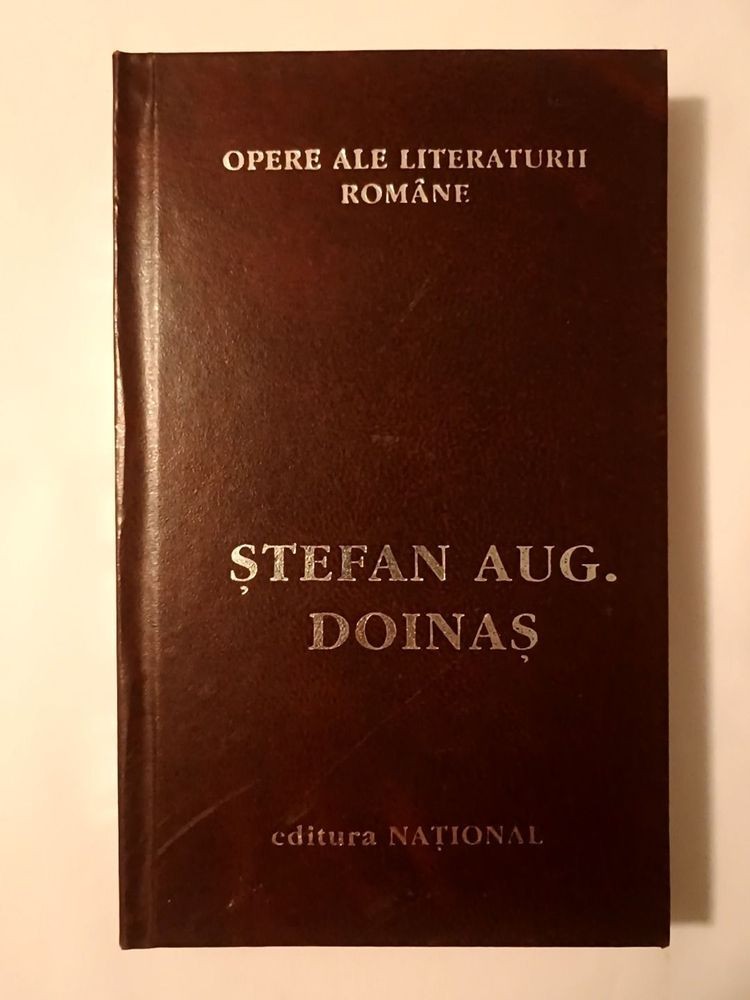 OPERE ALE LITERATURII
ROMÂNE
ȘTEFAN AUG.
DOINAȘ
editura NAȚIONAL